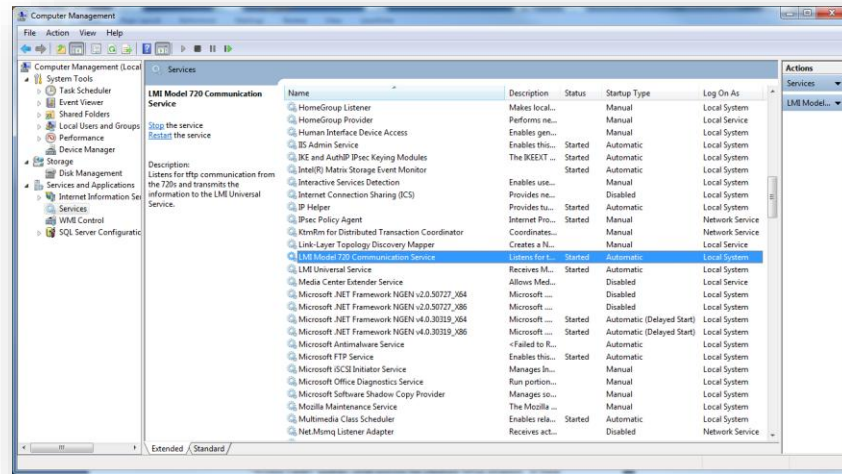 Computer Management
File Action View Help
Computer Management (Local
System Tools
Task Scheduler
Event Viewer
Shared Folders
Local Users and Groups
Performance
Device Manager
Storage
Disk Management
Services and Applications
Internet Information Ser
Services
WMI Control
SQL Server Configuratic
Services
LMI Model 720 Communication
Service
Stop the service
Restart the service
Description:
Listens for tftp communication from
the 720s and transmits the
information to the LMI Universal
Service.
Name Description Status Startup Type Log On As
HomeGroup Listener Makes local... Manual Local System
HomeGroup Provider Performs ne... Manual Local Service
Human Interface Device Access Enables gen... Manual Local System
IIS Admin Service Enables this... Started Automatic Local System
IKE and AuthIP IPsec Keying Modules The IKEEXT ... Started Automatic Local System
Intel(R) Matrix Storage Event Monitor Started Automatic Local System
Interactive Services Detection Enables use... Manual Local System
Internet Connection Sharing (ICS) Provides ne... Disabled Local System
IP Helper Provides tu... Started Automatic Local System
IPsec Policy Agent Internet Pro... Started Manual Network Service
KtmRm for Distributed Transaction Coordinator Coordinates... Manual Network Service
Link-Layer Topology Discovery Mapper Creates a N... Manual Local Service
LMI Model 720 Communication Service Listens for t... Started Automatic Local System
LMI Universal Service Receives M... Started Automatic Local System
Media Center Extender Service Allows Med... Disabled Local Service
Microsoft .NET Framework NGEN v2.0.50727_X64 Microsoft .... Disabled Local System
Microsoft .NET Framework NGEN v2.0.50727_X86 Microsoft .... Disabled Local System
Microsoft .NET Framework NGEN v4.0.30319_X64 Microsoft .... Started Automatic (Delayed Start) Local System
Microsoft .NET Framework NGEN v4.0.30319_X86 Microsoft .... Started Automatic (Delayed Start) Local System
Microsoft Antimalware Service <Failed to R... Automatic Local System
Microsoft FTP Service Enables this... Started Automatic Local System
Microsoft iSCSI Initiator Service Manages In... Manual Local System
Microsoft Office Diagnostics Service Run portion... Manual Local System
Microsoft Software Shadow Copy Provider Manages so... Manual Local System
Mozilla Maintenance Service The Mozilla ... Manual Local System
Multimedia Class Scheduler Enables rela... Started Automatic Local System
Net.Msmq Listener Adapter Receives act... Disabled Network Service
Extended Standard
Actions
Services
LMI Model...